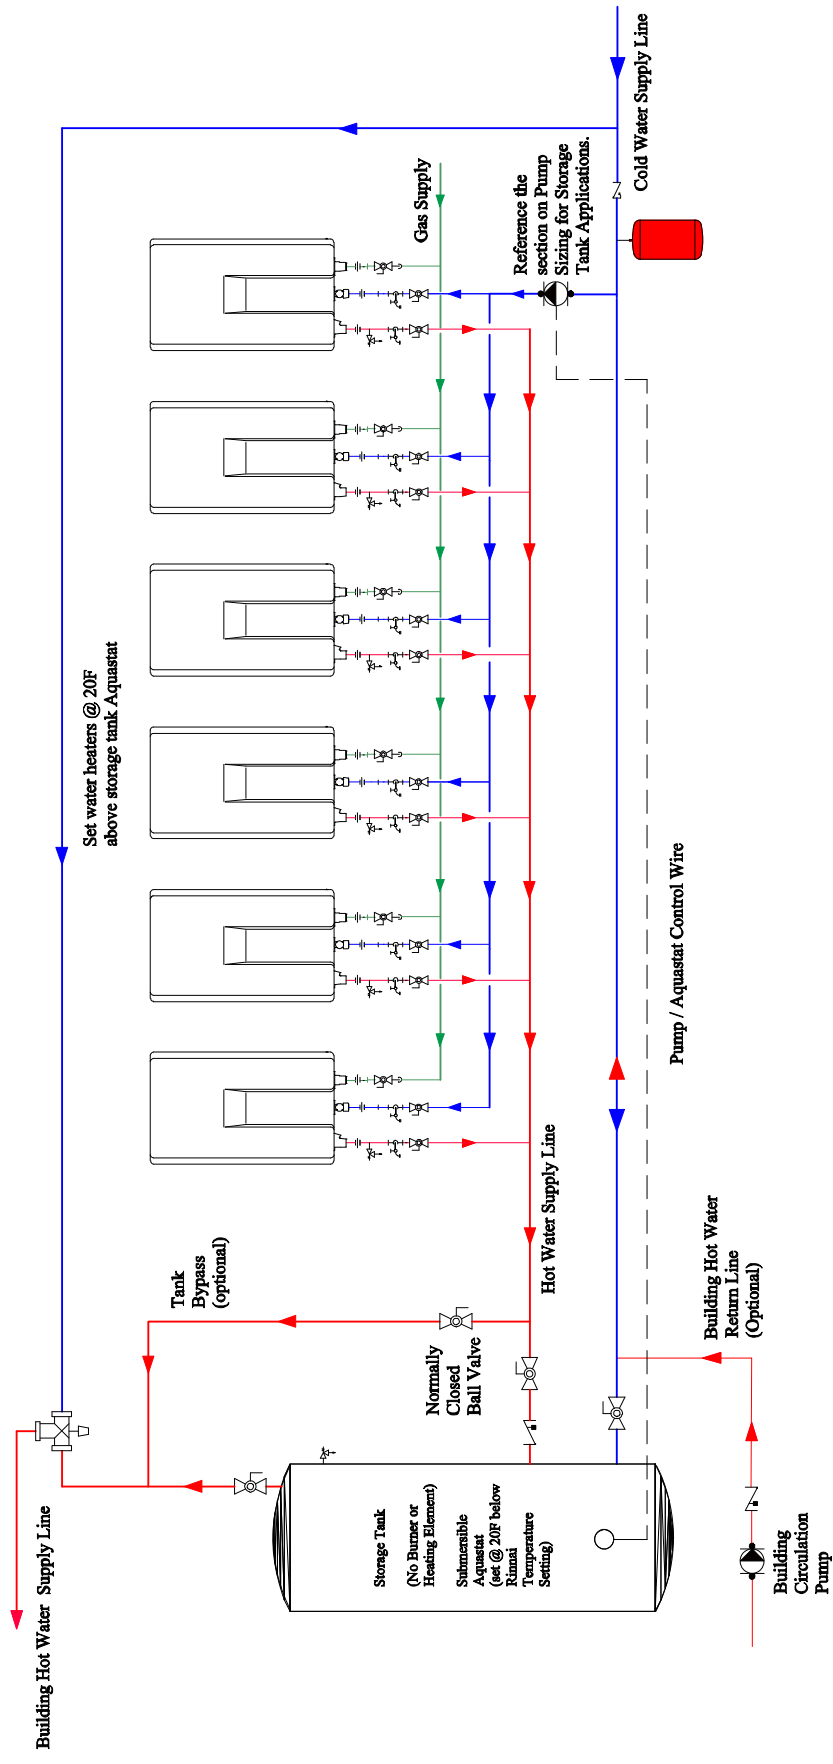 Building Hot Water Supply Line
Tank
Bypass
(optional)
Set water heaters @ 20F
above storage tank Aquastat
Gas Supply
Reference the
section on Pump
Sizing for Storage
Tank Applications.
Cold Water Supply Line
Normally
Closed
Ball Valve
Hot Water Supply Line
Pump / Aquastat Control Wire
Building Hot Water
Return Line
(Optional)
Storage Tank
(No Burner or
Heating Element)
Submersible
Aquastat
(set @ 20F below
Rinnai
Temperature
Setting)
Building
Circulation
Pump